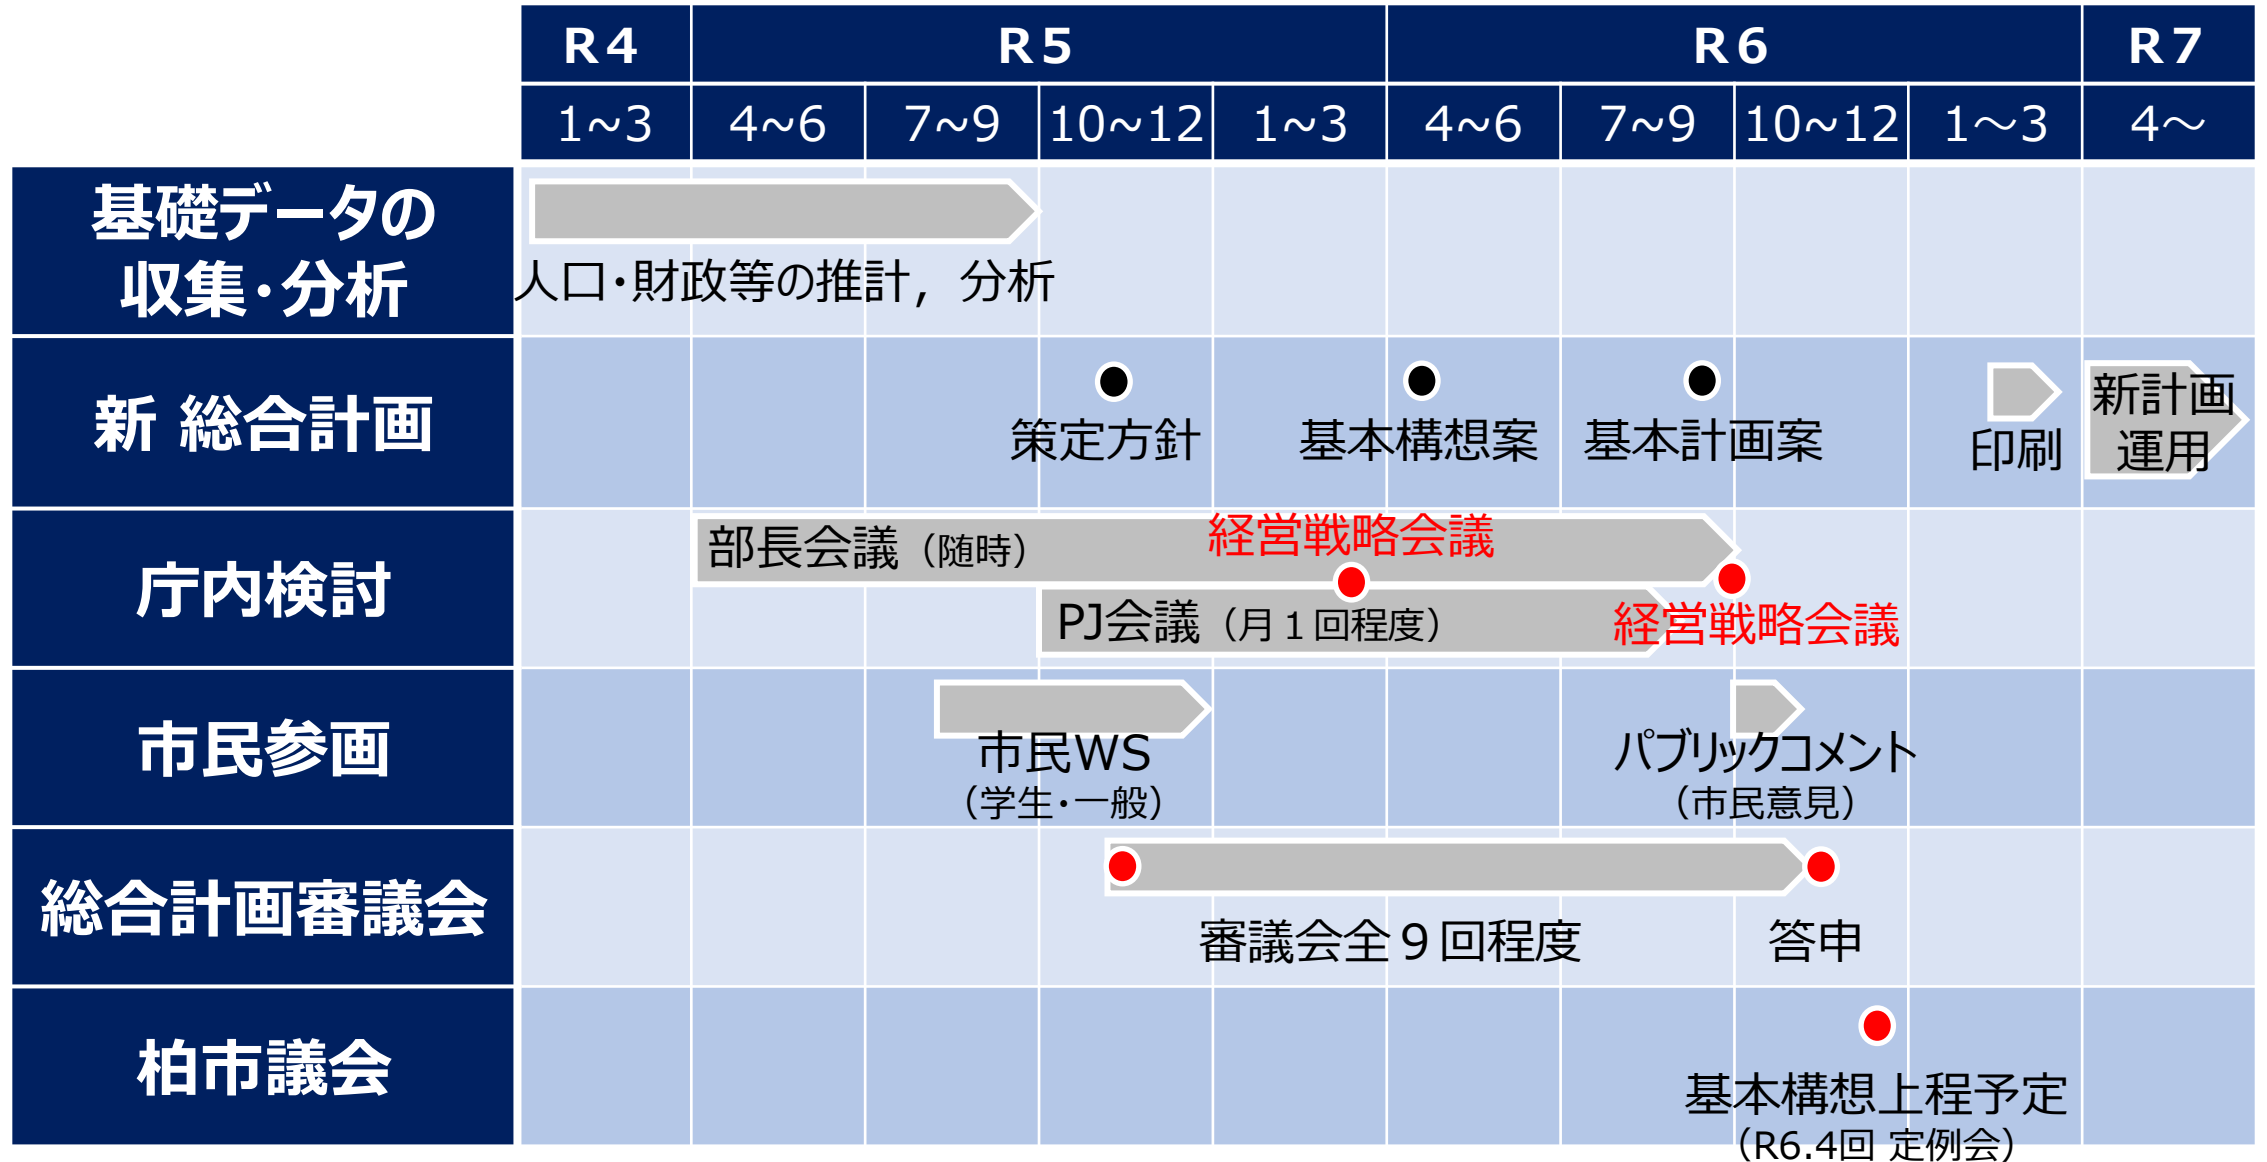 R4 R5 R6 R7
1~3 4~6 7~9 10~12 1~3 4~6 7~9 10~12 1～3 4～
基礎データの
収集・分析
人口・財政等の推計，分析
新 総合計画
策定方針 基本構想案 基本計画案 印刷
新計画
運用
庁内検討
部長会議（随時） 経営戦略会議
PJ会議（月１回程度） 経営戦略会議
市民参画
市民WS
（学生・一般）
パブリックコメント
（市民意見）
総合計画審議会
審議会全９回程度 答申
柏市議会
基本構想上程予定
（R6.4回 定例会）